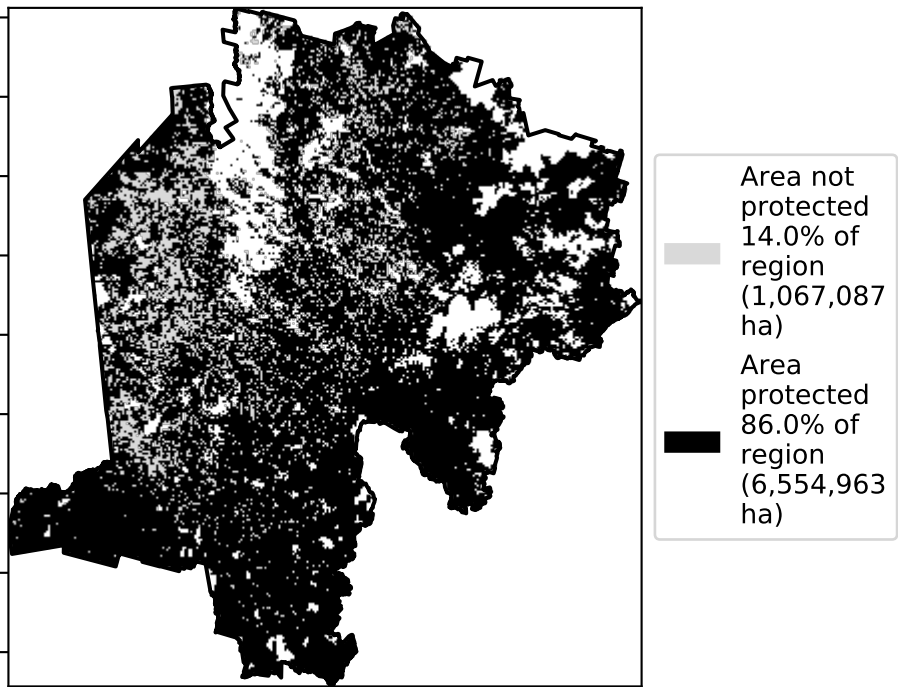 Area not
protected
14.0% of
region
(1,067,087
ha)
Area
protected
86.0% of
region
(6,554,963
ha)